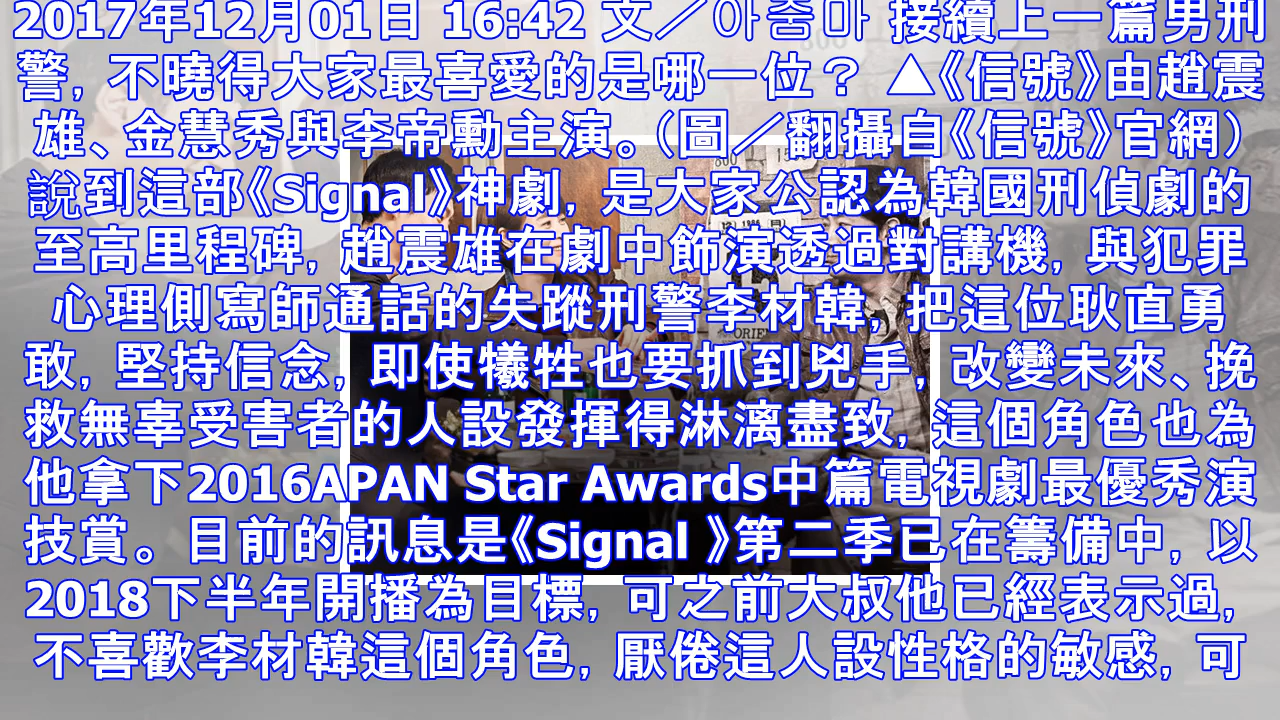 2017年12月01日 16:42 文／아줌마 接續上一篇男刑
警, 不曉得大家最喜愛的是哪一位？ ▲《信號》由趙震
雄、金慧秀與李帝勳主演。（圖／翻攝自《信號》官網）
說到這部《Signal》神劇, 是大家公認為韓國刑偵劇的
至高里程碑, 趙震雄在劇中飾演透過對講機, 與犯罪
心理側寫師通話的失蹤刑警李材韓, 把這位耿直勇
敢, 堅持信念, 即使犧牲也要抓到兇手, 改變未來、挽
救無辜受害者的人設發揮得淋漓盡致, 這個角色也為
他拿下2016APAN Star Awards中篇電視劇最優秀演
技賞。目前的訊息是《Signal 》第二季已在籌備中, 以
2018下半年開播為目標, 可之前大叔他已經表示過,
不喜歡李材韓這個角色, 厭倦這人設性格的敏感, 可